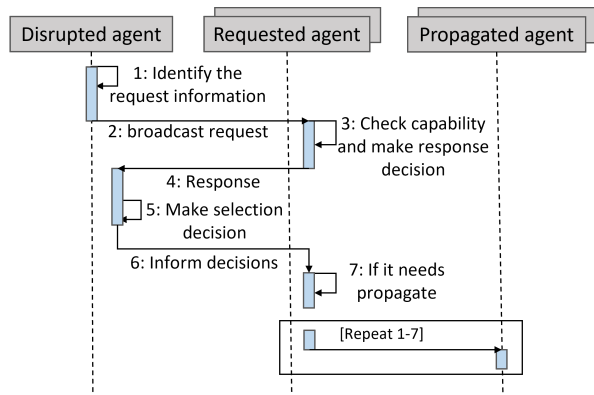 Disrupted agent
Requested agent
Propagated agent
1: Identify the
request information
2: broadcast request
3: Check capability
and make response
decision
4: Response
5: Make selection
decision
6: Inform decisions
7: If it needs
propagate
[Repeat 1-7]